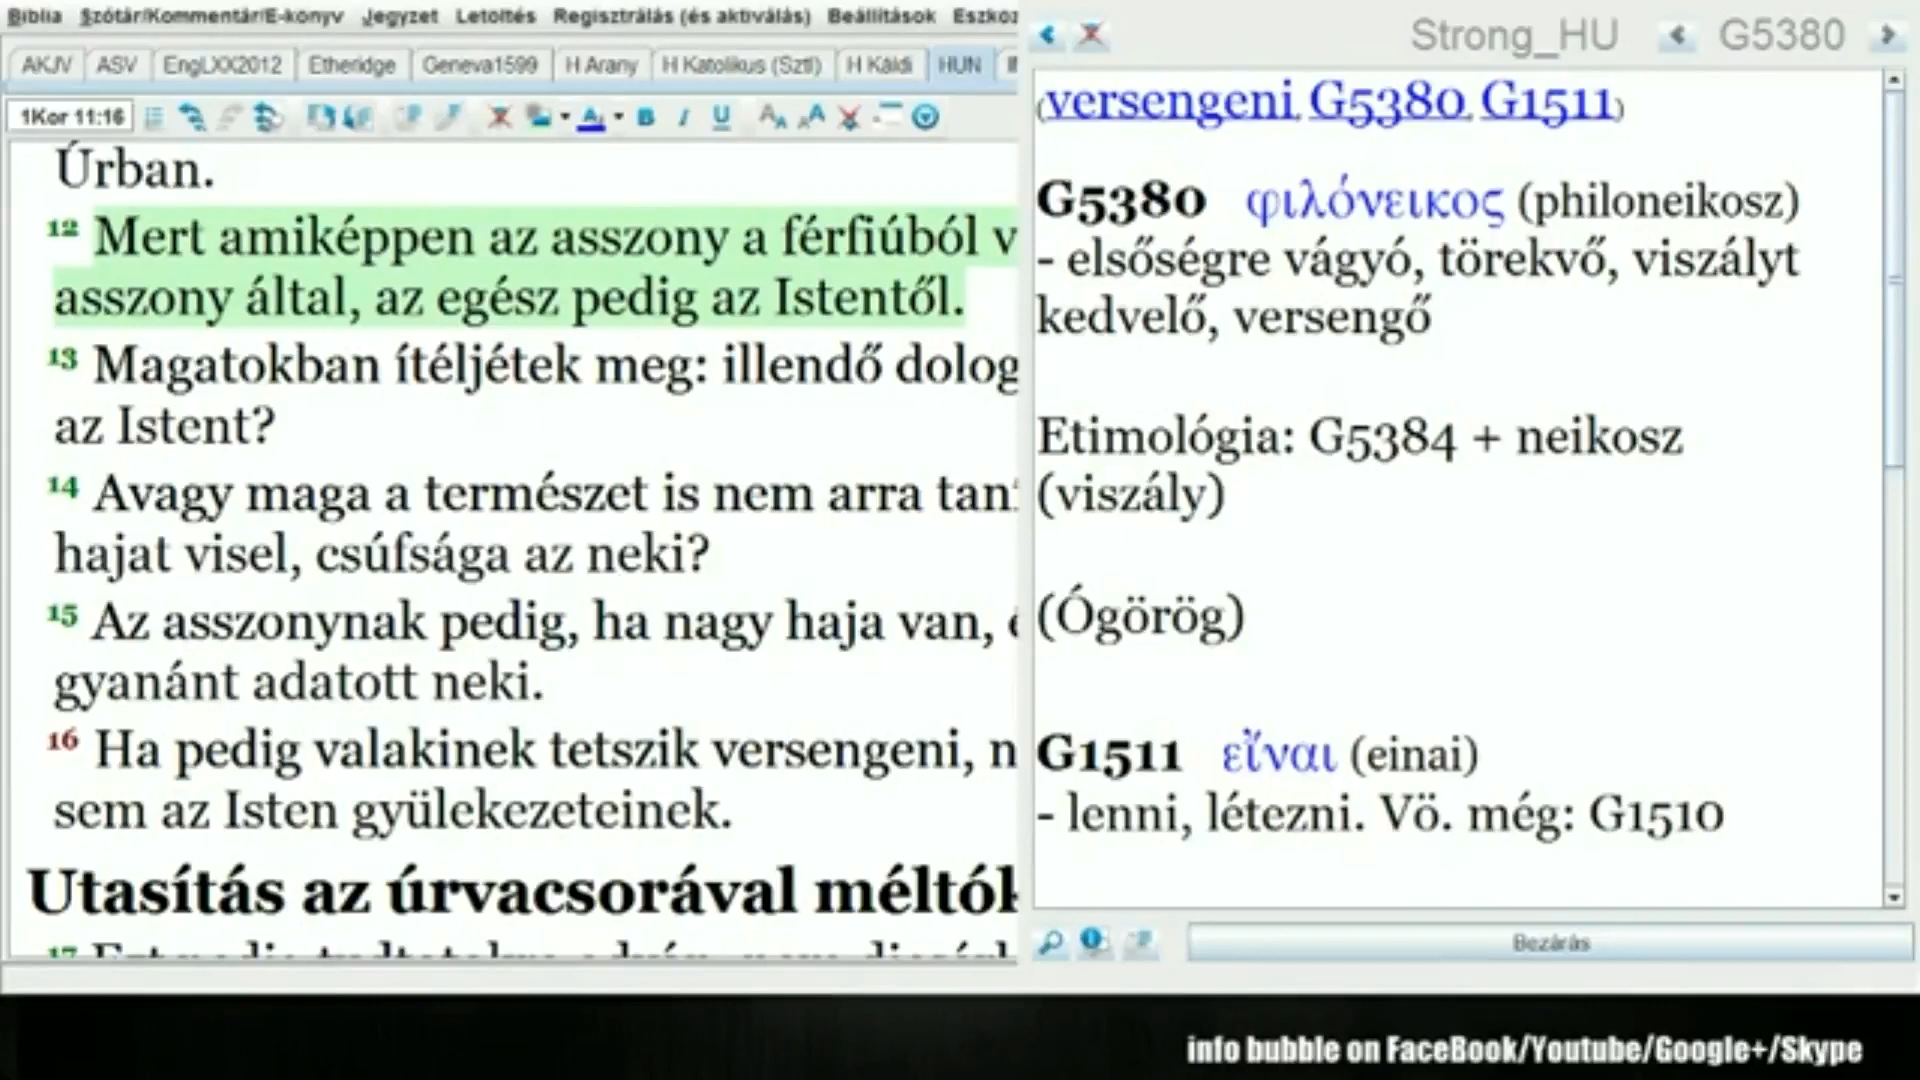 Biblia Szótár/Kommentár/E-könyv Jegyzet Letöltés Regisztrálás (és aktiválás) Beállítások
AKJV ASV EngLXX2012 Etheridge Geneva1599 H Arany H Katolikus (SztI) H Káldi HUN
1Kor 11:16
Úrban.
12 Mert amiképpen az asszony a férfiúból v
asszony által, az egész pedig az Istentől.
13 Magatokban ítéljétek meg: illendő dolog
az Istent?
14 Avagy maga a természet is nem arra
hajat visel, csúfsága az neki?
15 Az asszonynak pedig, ha nagy haja van,
gyanánt adatott neki.
16 Ha pedig valakinek tetszik versengeni, n
sem az Isten gyülekezeteinek.
Utasítás az úrvacsorával
17
Strong_HU G5380
(versengeni, G5380, G1511)
G5380 φιλόνεικος (philoneikosz)
- elsőségre vágyó, törekvő, viszályt
kedvelő, versengő
Etimológia: G5384 + neikosz
(viszály)
(Ógörög)
G1511 εἶναι (einai)
- lenni, létezni. Vö. még: G1510
Bezárás
info bubble on FaceBook/Youtube/Google+/Skype